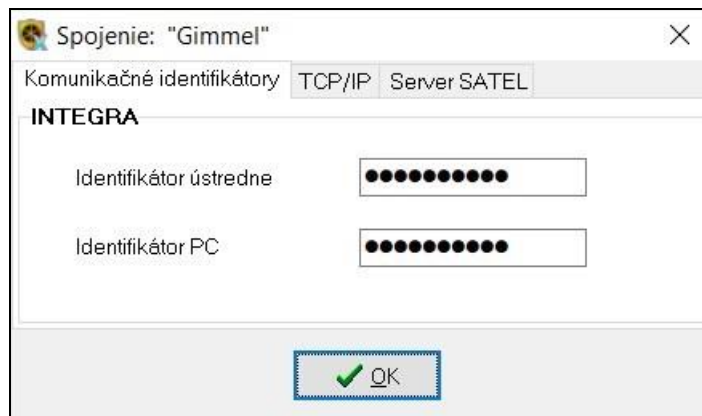 Spojenie: "Gimmel"
Komunikačné identifikátory TCP/IP Server SATEL
INTEGRA
Identifikátor ústredne ●●●●●●●●●●
Identifikátor PC ●●●●●●●●●●
OK